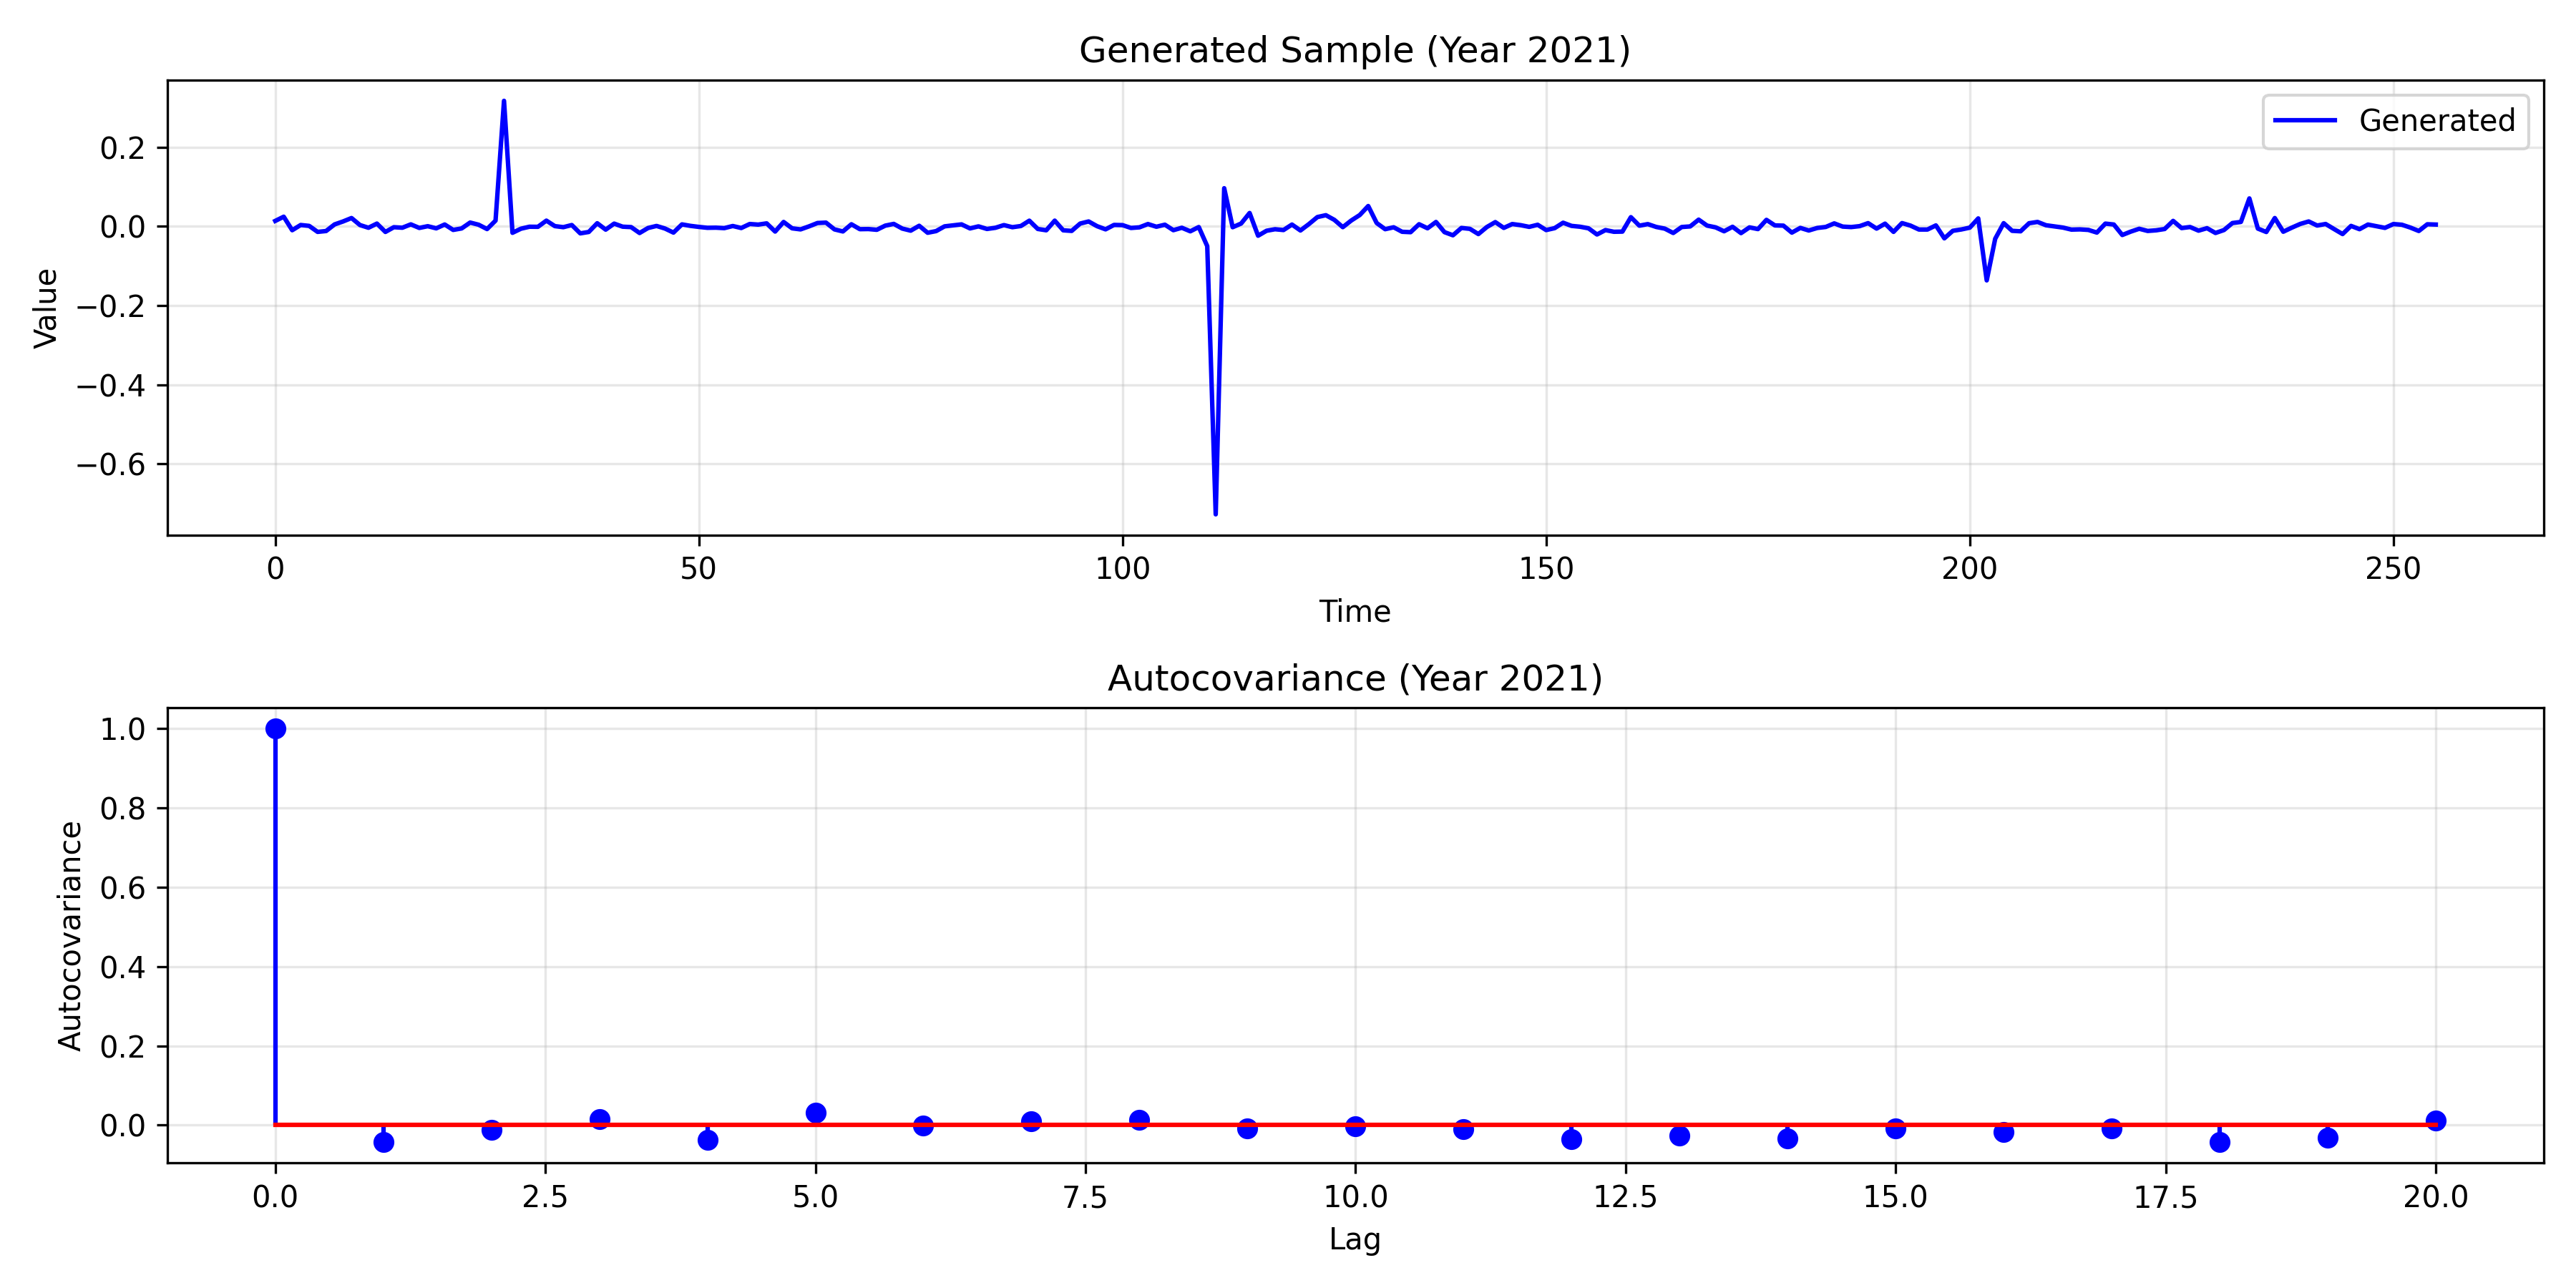 Generated Sample (Year 2021)
Generated
Value
0.2
0.0
−0.2
−0.4
−0.6
0 50 100 150 200 250
Time
Autocovariance (Year 2021)
Autocovariance
1.0
0.8
0.6
0.4
0.2
0.0
0.0 2.5 5.0 7.5 10.0 12.5 15.0 17.5 20.0
Lag